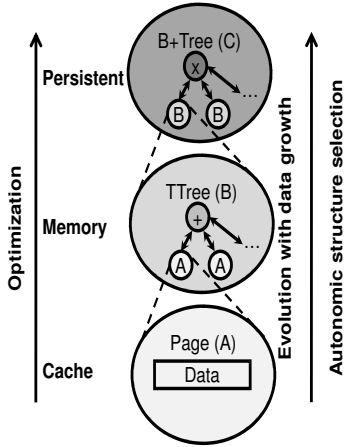 B+Tree (C)
Persistent
x
...
B B
TTree (B)
Memory
+
...
A A
Page (A)
Cache
Data
Optimization
Evolution with data growth
Autonomic structure selection